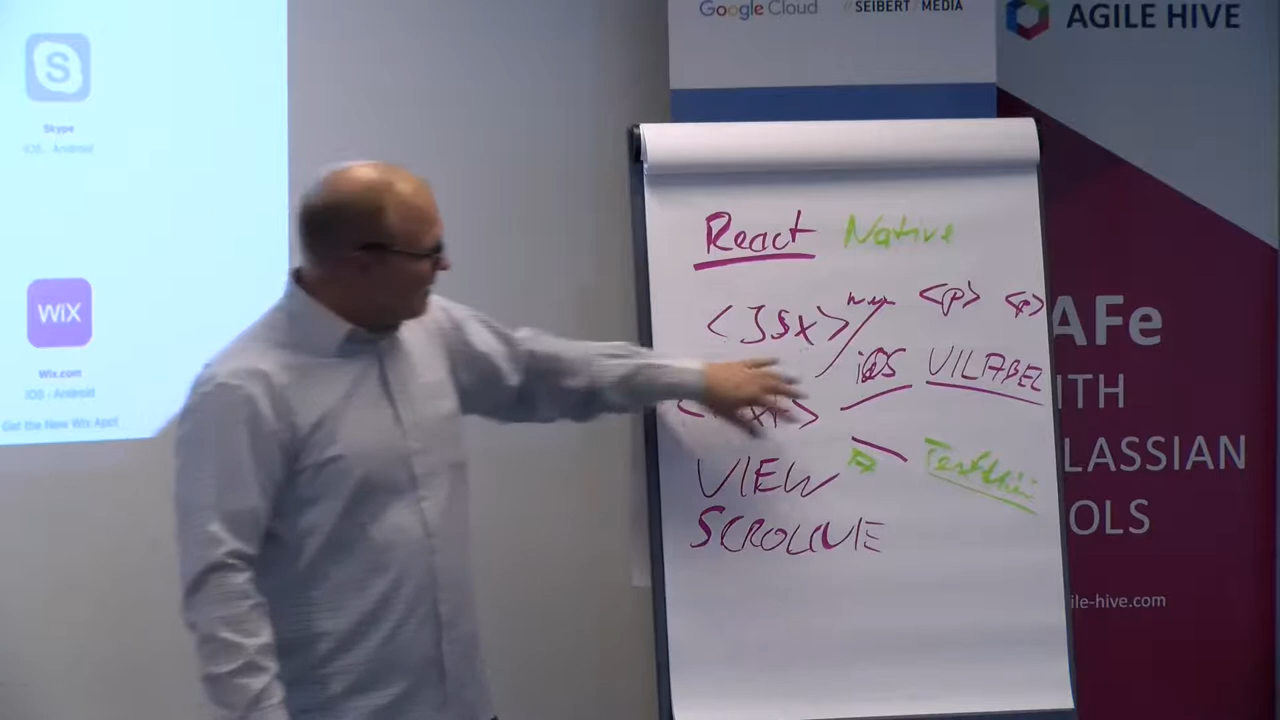 Skype
iOS - Android
WiX
Wix.com
iOS - Android
Get the New Wix App!
Google Cloud
//SEIBERT/MEDIA
AGILE HIVE
AFe
ITH
LASSIAN
OLS
ile-hive.com
React Native
<JSX>
<p> <p>
iOS UILABEL
VIEW